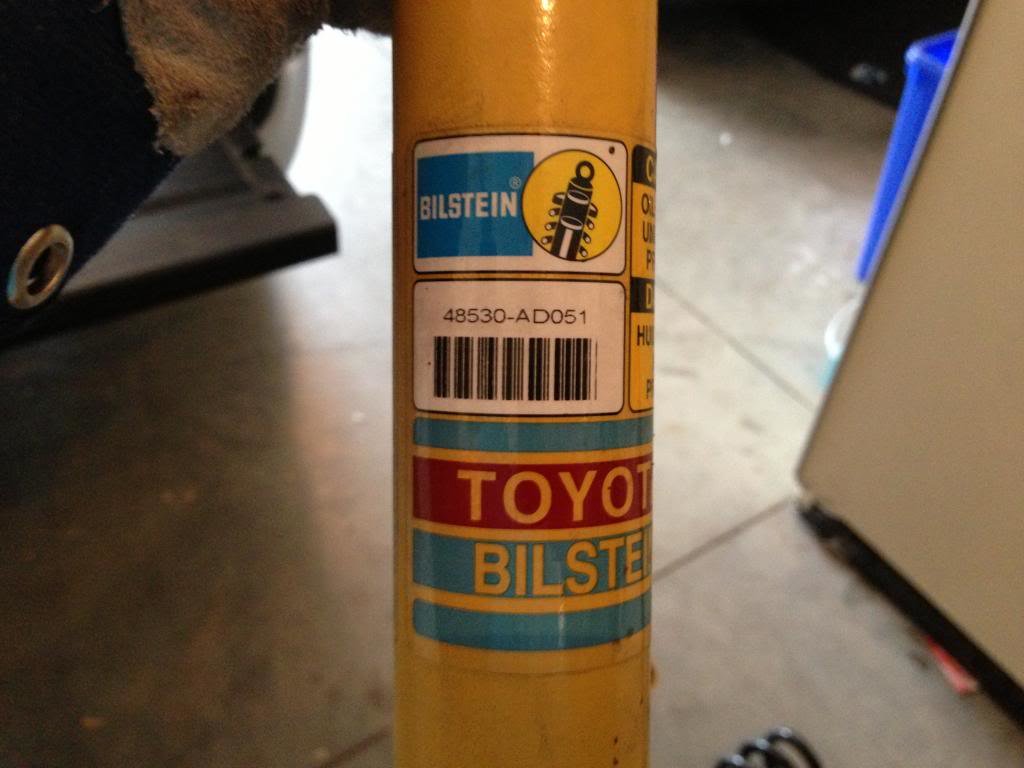 BILSTEIN®
48530-AD051
TOYOT
BILSTEI